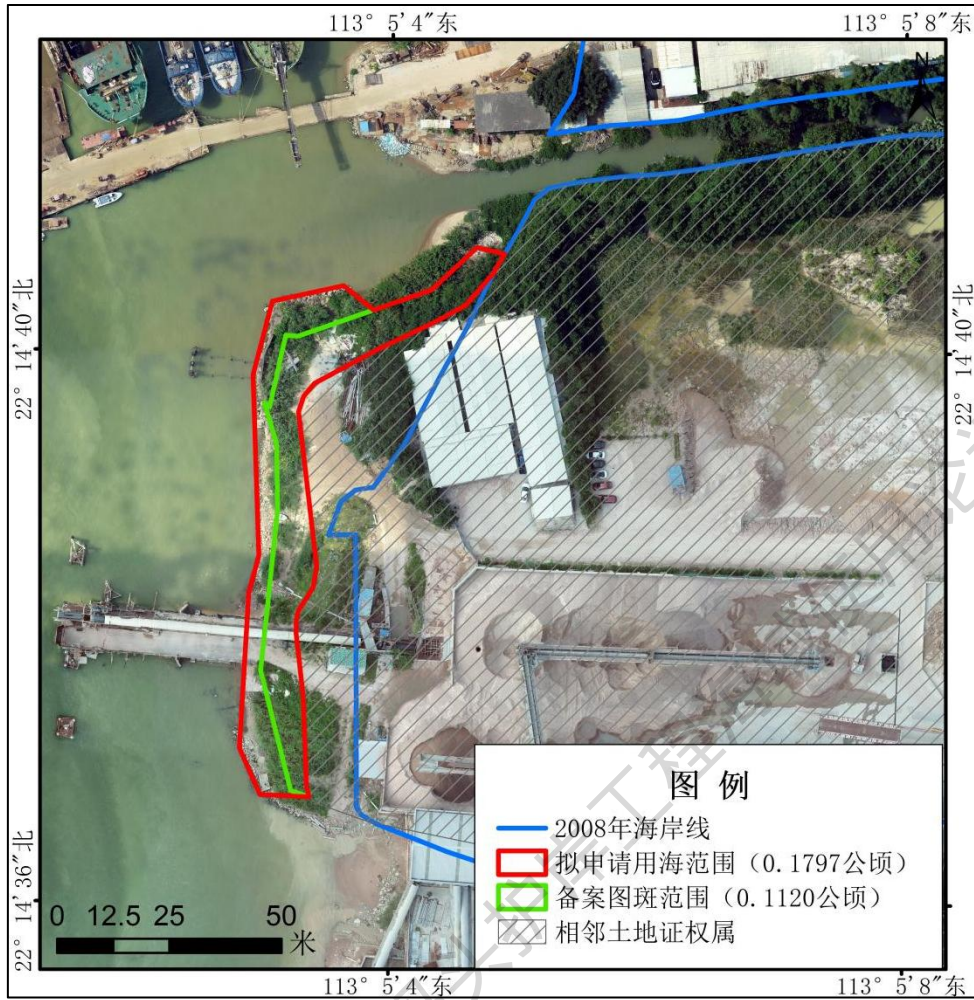 113° 5′4″东
113° 5′8″东
N
22° 14′40″北
22° 14′40″北
22° 14′36″北
图 例
2008年海岸线
拟申请用海范围（0.1797公顷）
备案图斑范围（0.1120公顷）
相邻土地证权属
0 12.5 25 50
米
113° 5′4″东
113° 5′8″东